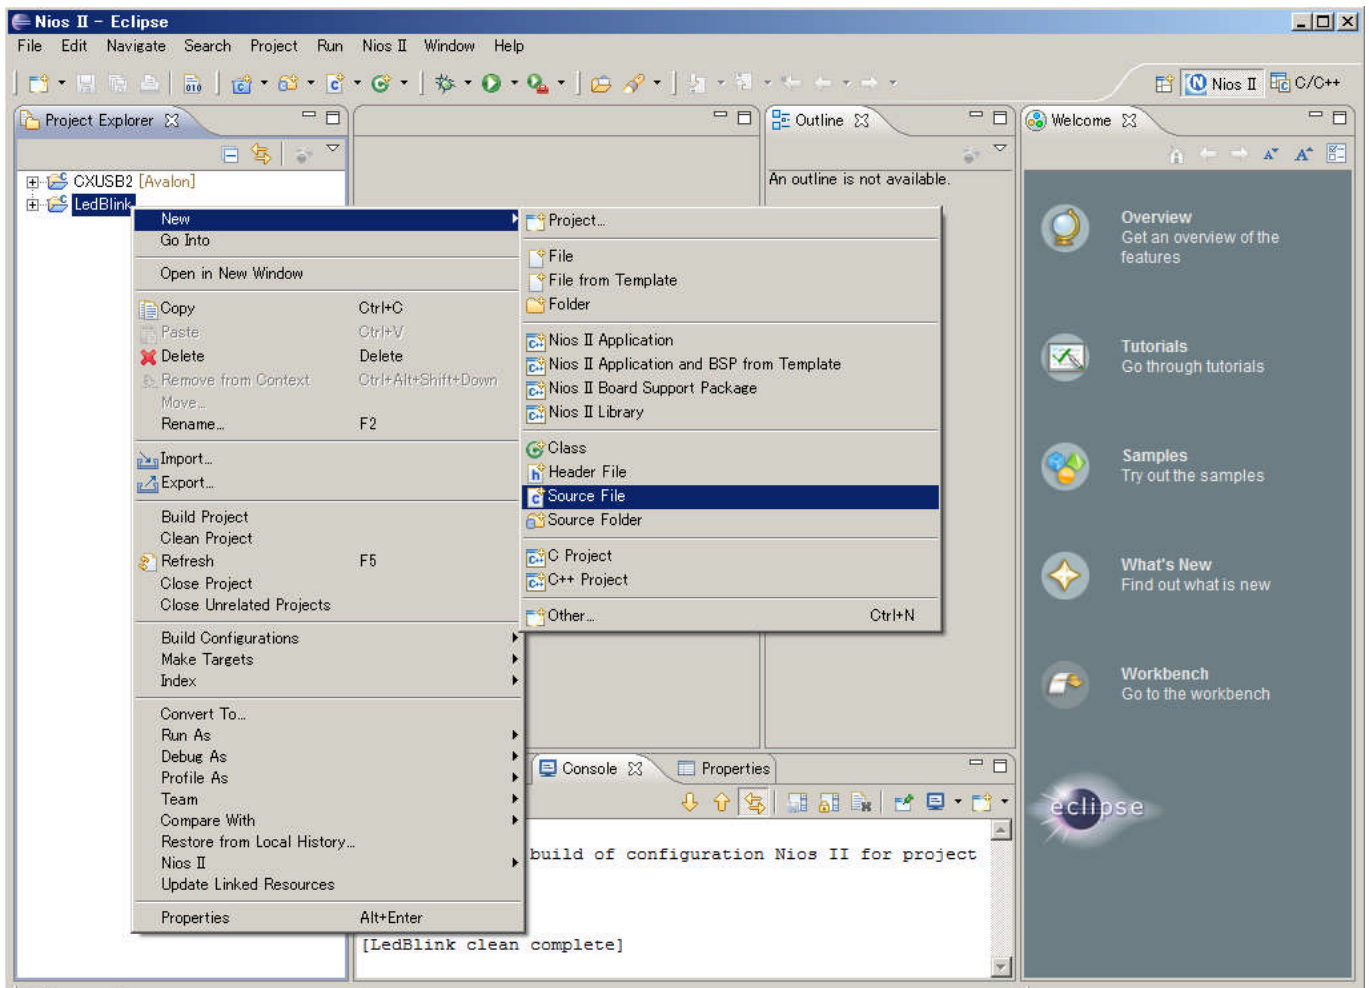 Nios II - Eclipse
File Edit Navigate Search Project Run Nios II Window Help
Nios II C/C++
Project Explorer
CXUSB2 [Avalon]
LedBlink
Outline
An outline is not available.
Welcome
New
Go Into
Open in New Window
Copy Ctrl+C
Paste Ctrl+V
Delete Delete
Remove from Context Ctrl+Alt+Shift+Down
Move...
Rename... F2
Import...
Export...
Build Project
Clean Project
Refresh F5
Close Project
Close Unrelated Projects
Build Configurations
Make Targets
Index
Convert To...
Run As
Debug As
Profile As
Team
Compare With
Restore from Local History...
Nios II
Update Linked Resources
Properties Alt+Enter
Project...
File
File from Template
Folder
Nios II Application
Nios II Application and BSP from Template
Nios II Board Support Package
Nios II Library
Class
Header File
Source File
Source Folder
C Project
C++ Project
Other... Ctrl+N
Overview
Get an overview of the
features
Tutorials
Go through tutorials
Samples
Try out the samples
What's New
Find out what is new
Workbench
Go to the workbench
eclipse
Console Properties
build of configuration Nios II for project
[LedBlink clean complete]